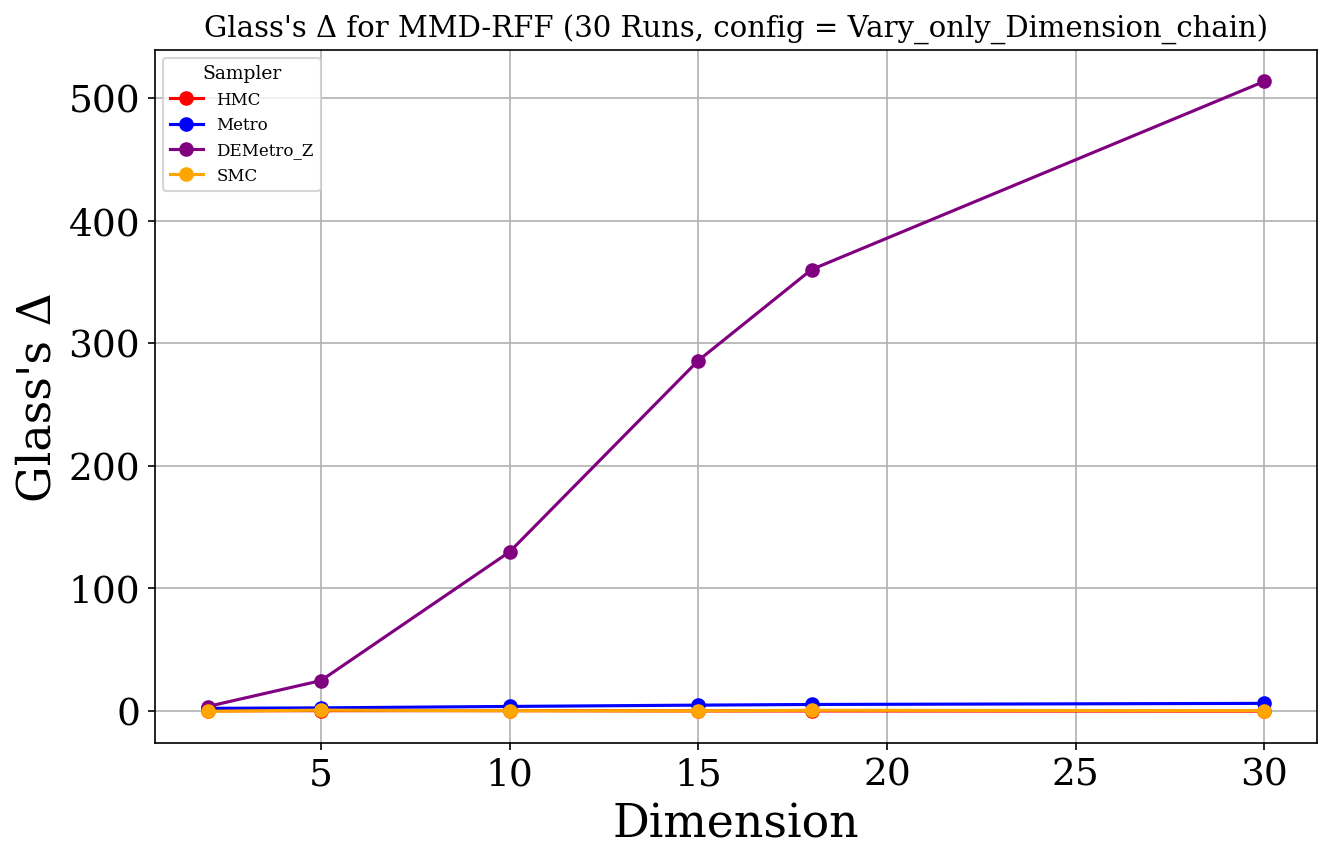 Glass's Δ for MMD-RFF (30 Runs, config = Vary_only_Dimension_chain)
Sampler
HMC
Metro
DEMetro_Z
SMC
Glass's Δ
500
400
300
200
100
0
5 10 15 20 25 30
Dimension